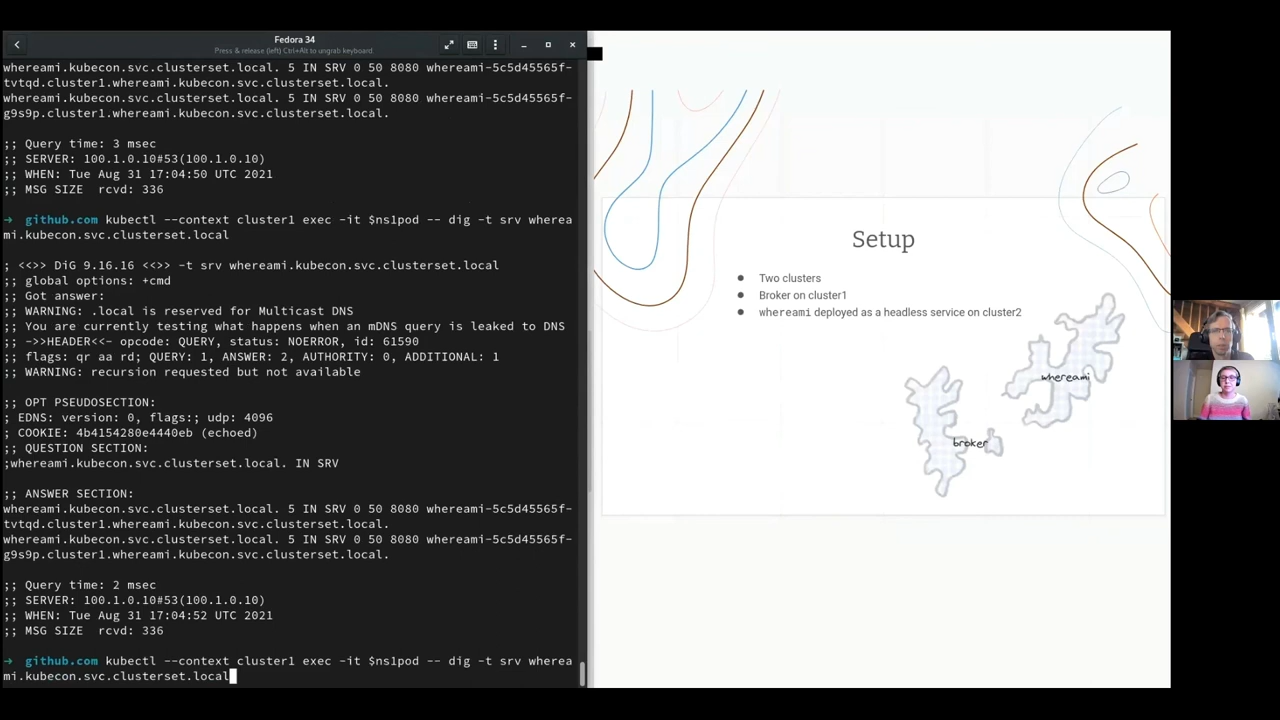 Fedora 34
Press & release (left) Ctrl+Alt to ungrab keyboard.
whereami.kubecon.svc.clusterset.local. 5 IN SRV 0 50 8080 whereami-5c5d45565f-
tvtqd.cluster1.whereami.kubecon.svc.clusterset.local.
whereami.kubecon.svc.clusterset.local. 5 IN SRV 0 50 8080 whereami-5c5d45565f-
g9s9p.cluster1.whereami.kubecon.svc.clusterset.local.
;; Query time: 3 msec
;; SERVER: 100.1.0.10#53(100.1.0.10)
;; WHEN: Tue Aug 31 17:04:50 UTC 2021
;; MSG SIZE  rcvd: 336
→  github.com kubectl --context cluster1 exec -it $ns1pod -- dig -t srv wherea
mi.kubecon.svc.clusterset.local
; <<>> DiG 9.16.16 <<>> -t srv whereami.kubecon.svc.clusterset.local
;; global options: +cmd
;; Got answer:
;; WARNING: .local is reserved for Multicast DNS
;; You are currently testing what happens when an mDNS query is leaked to DNS
;; ->>HEADER<<- opcode: QUERY, status: NOERROR, id: 61590
;; flags: qr aa rd; QUERY: 1, ANSWER: 2, AUTHORITY: 0, ADDITIONAL: 1
;; WARNING: recursion requested but not available
;; OPT PSEUDOSECTION:
; EDNS: version: 0, flags:; udp: 4096
; COOKIE: 4b4154280e4440eb (echoed)
;; QUESTION SECTION:
;whereami.kubecon.svc.clusterset.local. IN SRV
;; ANSWER SECTION:
whereami.kubecon.svc.clusterset.local. 5 IN SRV 0 50 8080 whereami-5c5d45565f-
tvtqd.cluster1.whereami.kubecon.svc.clusterset.local.
whereami.kubecon.svc.clusterset.local. 5 IN SRV 0 50 8080 whereami-5c5d45565f-
g9s9p.cluster1.whereami.kubecon.svc.clusterset.local.
;; Query time: 2 msec
;; SERVER: 100.1.0.10#53(100.1.0.10)
;; WHEN: Tue Aug 31 17:04:52 UTC 2021
;; MSG SIZE  rcvd: 336
→  github.com kubectl --context cluster1 exec -it $ns1pod -- dig -t srv wherea
mi.kubecon.svc.clusterset.local
Setup
● Two clusters
● Broker on cluster1
● whereami deployed as a headless service on cluster2
whereami
broker